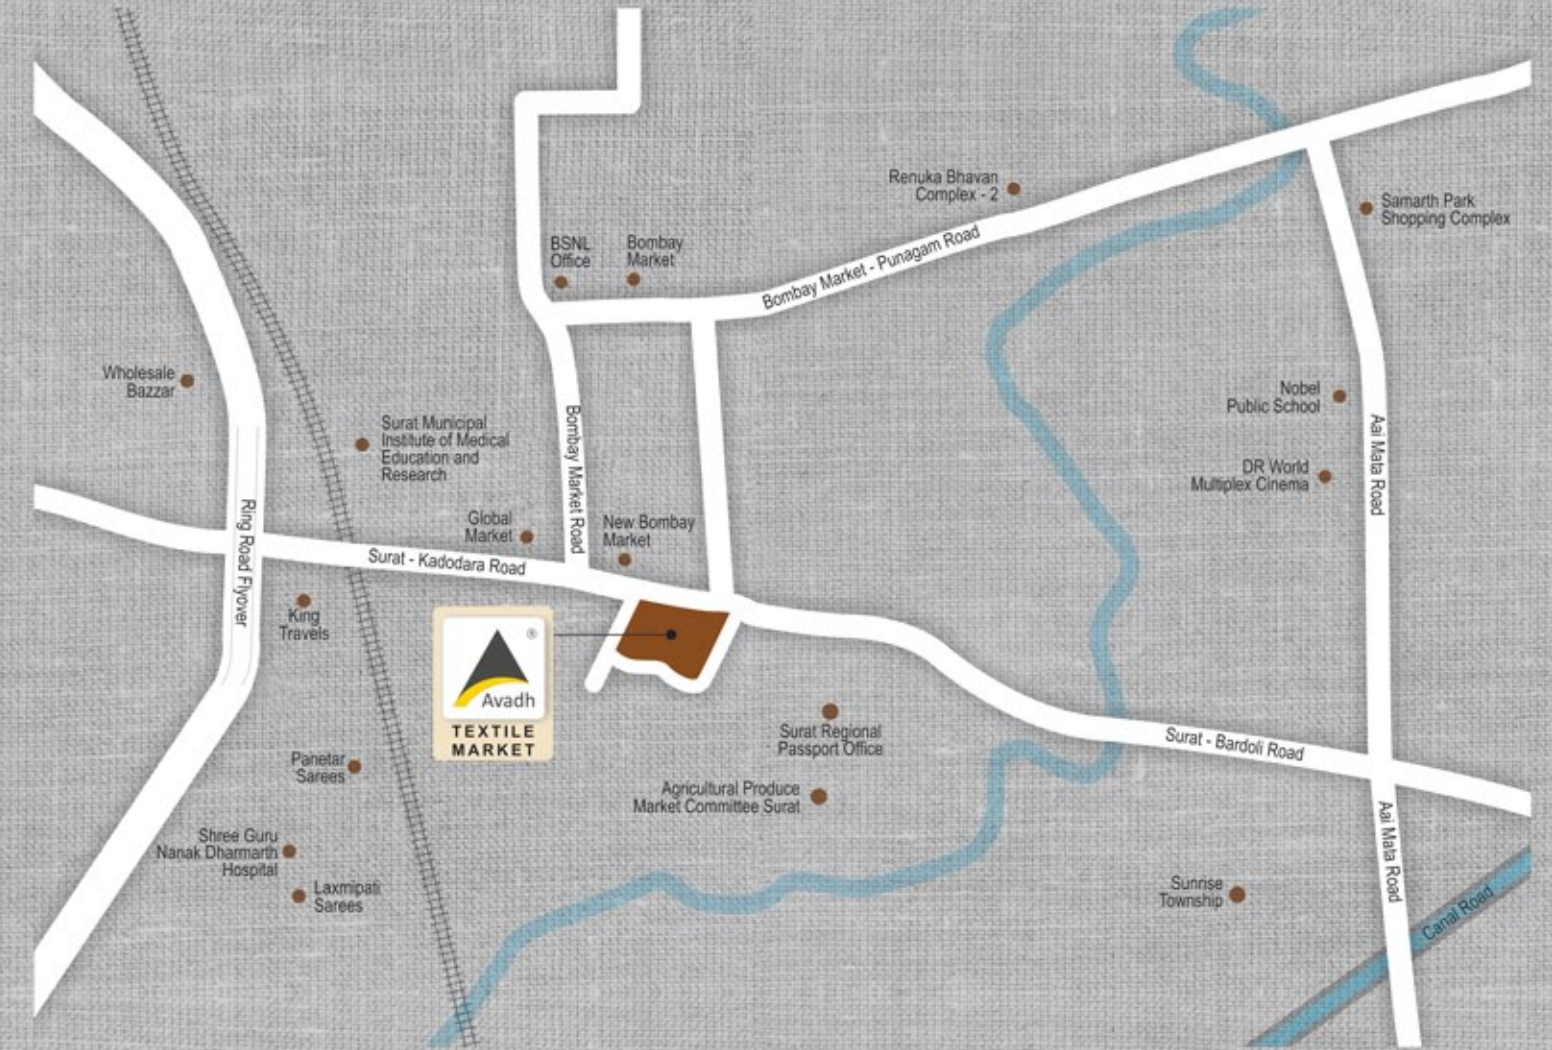 Renuka Bhavan
Complex - 2
Samarth Park
Shopping Complex
BSNL
Office
Bombay
Market
Bombay Market - Punagam Road
Wholesale
Bazzar
Nobel
Public School
Surat Municipal
Institute of Medical
Education and
Research
Bombay Market Road
Aai Mata Road
DR World
Multiplex Cinema
Global
Market
New Bombay
Market
Ring Road Flyover
Surat - Kadodara Road
King
Travels
®
Avadh
TEXTILE
MARKET
Surat Regional
Passport Office
Surat - Bardoli Road
Panetar
Sarees
Agricultural Produce
Market Committee Surat
Aai Mata Road
Shree Guru
Nanak Dharmarth
Hospital
Laxmipati
Sarees
Sunrise
Township
Canal Road